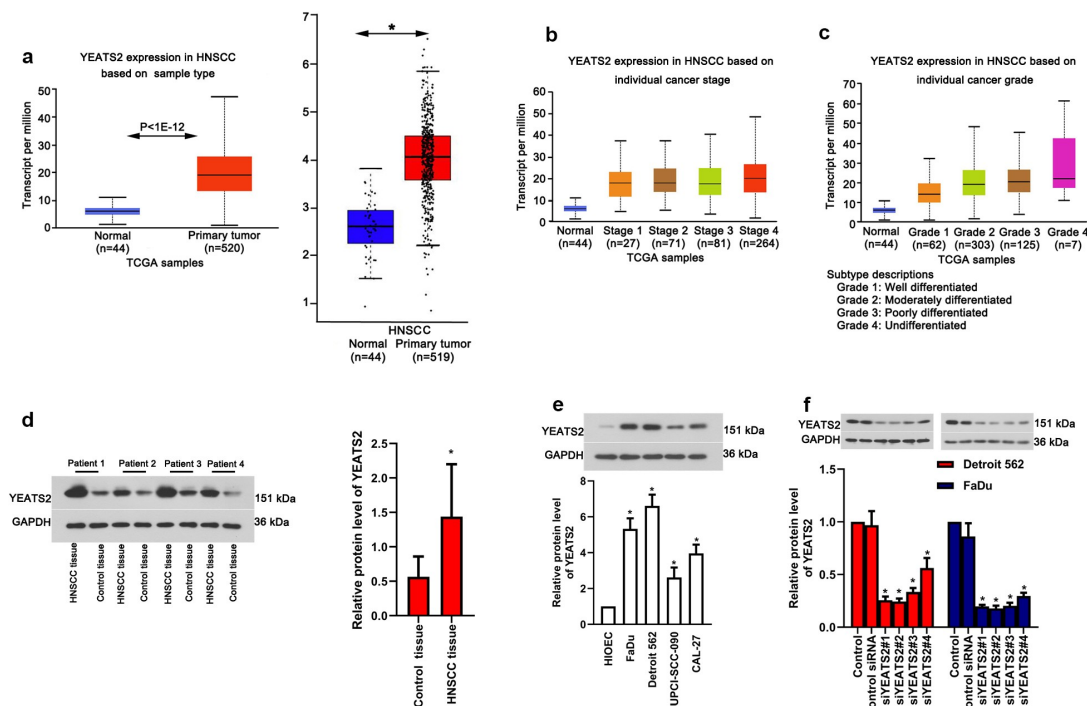 a
YEATS2 expression in HNSCC
based on sample type
Transcript per million
50
40
30
20
10
0
P<1E-12
Normal
(n=44)
Primary tumor
(n=520)
TCGA samples
7
6
5
4
3
2
1
*
HNSCC
Normal
(n=44)
Primary tumor
(n=519)
b
YEATS2 expression in HNSCC based on
individual cancer stage
Transcript per million
60
50
40
30
20
10
0
Normal
(n=44)
Stage 1
(n=27)
Stage 2
(n=71)
Stage 3
(n=81)
Stage 4
(n=264)
TCGA samples
c
YEATS2 expression in HNSCC based on
individual cancer grade
Transcript per million
70
60
50
40
30
20
10
0
Normal
(n=44)
Grade 1
(n=62)
Grade 2
(n=303)
Grade 3
(n=125)
Grade 4
(n=7)
TCGA samples
Subtype descriptions
Grade 1: Well differentiated
Grade 2: Moderately differentiated
Grade 3: Poorly differentiated
Grade 4: Undifferentiated
d
Patient 1 Patient 2 Patient 3 Patient 4
YEATS2
151 kDa
GAPDH
36 kDa
HNSCC tissue
Control tissue
HNSCC tissue
Control tissue
HNSCC tissue
Control tissue
HNSCC tissue
Control tissue
Relative protein level of YEATS2
2.5
2.0
1.5
1.0
0.5
0.0
*
Control tissue
HNSCC tissue
e
YEATS2
151 kDa
GAPDH
36 kDa
Relative protein level
of YEATS2
8
6
4
2
0
* * * *
HIOEC
FaDu
Detroit 562
UPCI-SCC-090
CAL-27
f
YEATS2
151 kDa
GAPDH
36 kDa
Detroit 562
FaDu
Relative protein level
of YEATS2
1.5
1.0
0.5
0.0
* * * *
* * * *
Control
ontrol siRNA
siYEATS2#1
siYEATS2#2
siYEATS2#3
siYEATS2#4
Control
ontrol siRNA
siYEATS2#1
siYEATS2#2
siYEATS2#3
siYEATS2#4